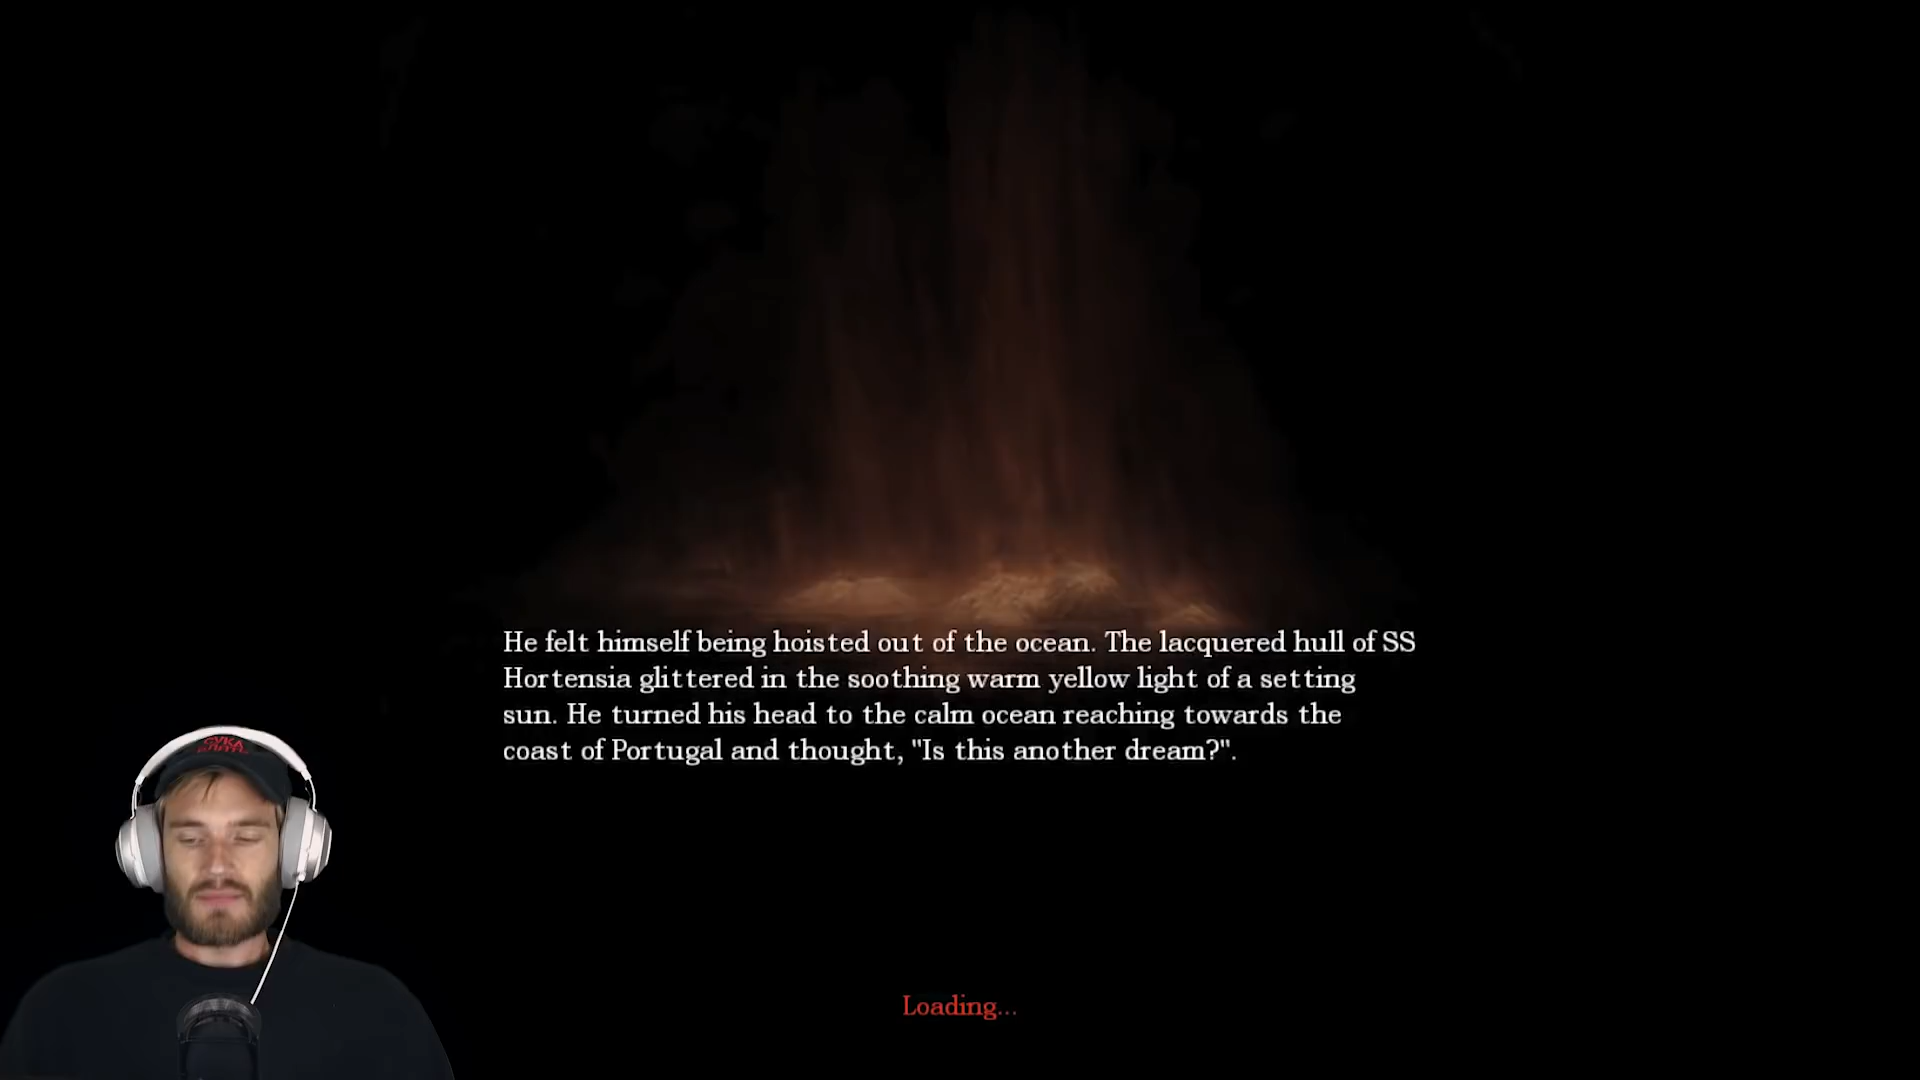 He felt himself being hoisted out of the ocean. The lacquered hull of SS
Hortensia glittered in the soothing warm yellow light of a setting
sun. He turned his head to the calm ocean reaching towards the
coast of Portugal and thought, "Is this another dream?".
СУКА
Loading...